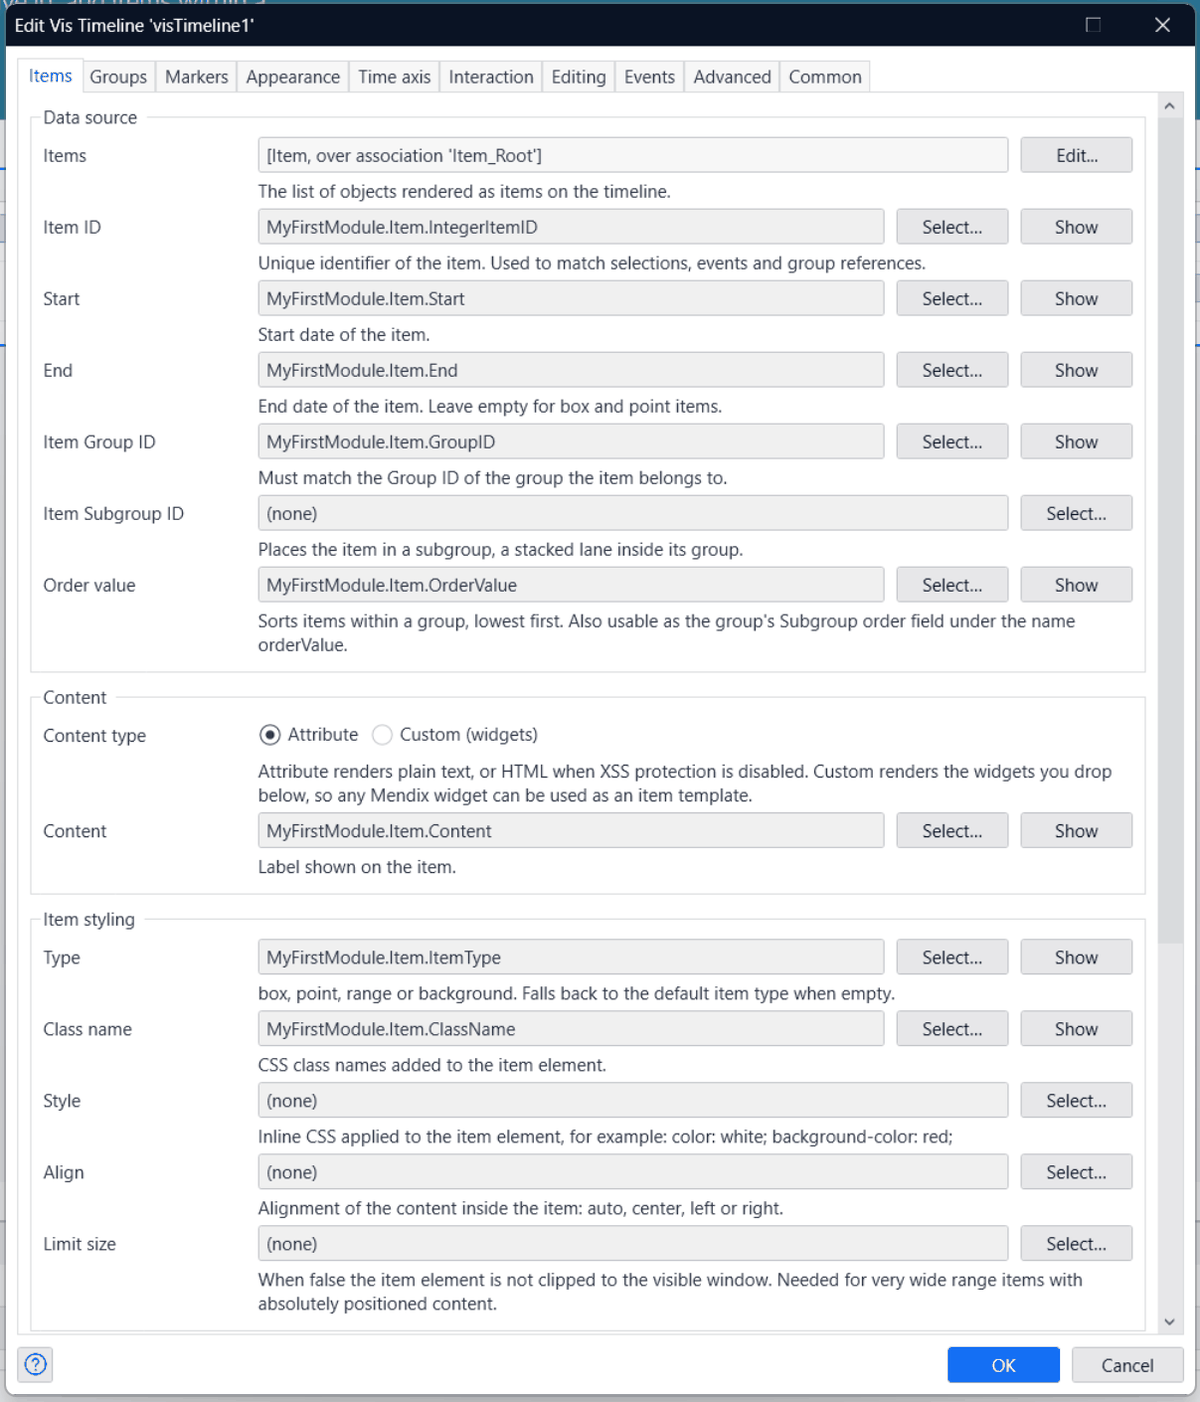 Edit Vis Timeline 'visTimeline1'
Items Groups Markers Appearance Time axis Interaction Editing Events Advanced Common
Data source
Items [Item, over association 'Item_Root'] Edit...
The list of objects rendered as items on the timeline.
Item ID MyFirstModule.Item.IntegerItemID Select... Show
Unique identifier of the item. Used to match selections, events and group references.
Start MyFirstModule.Item.Start Select... Show
Start date of the item.
End MyFirstModule.Item.End Select... Show
End date of the item. Leave empty for box and point items.
Item Group ID MyFirstModule.Item.GroupID Select... Show
Must match the Group ID of the group the item belongs to.
Item Subgroup ID (none) Select...
Places the item in a subgroup, a stacked lane inside its group.
Order value MyFirstModule.Item.OrderValue Select... Show
Sorts items within a group, lowest first. Also usable as the group's Subgroup order field under the name
orderValue.
Content
Content type Attribute Custom (widgets)
Attribute renders plain text, or HTML when XSS protection is disabled. Custom renders the widgets you drop
below, so any Mendix widget can be used as an item template.
Content MyFirstModule.Item.Content Select... Show
Label shown on the item.
Item styling
Type MyFirstModule.Item.ItemType Select... Show
box, point, range or background. Falls back to the default item type when empty.
Class name MyFirstModule.Item.ClassName Select... Show
CSS class names added to the item element.
Style (none) Select...
Inline CSS applied to the item element, for example: color: white; background-color: red;
Align (none) Select...
Alignment of the content inside the item: auto, center, left or right.
Limit size (none) Select...
When false the item element is not clipped to the visible window. Needed for very wide range items with
absolutely positioned content.
? OK Cancel